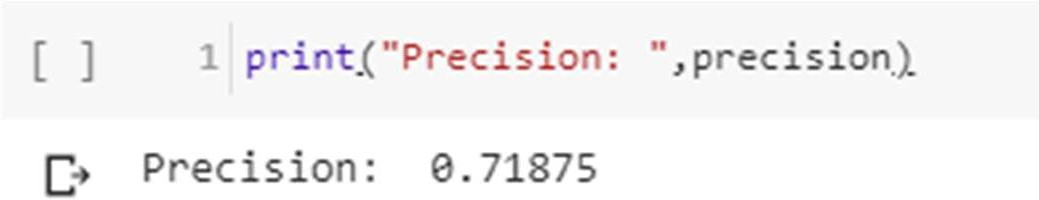 [ ] 1 print("Precision: ",precision)
Precision:  0.71875